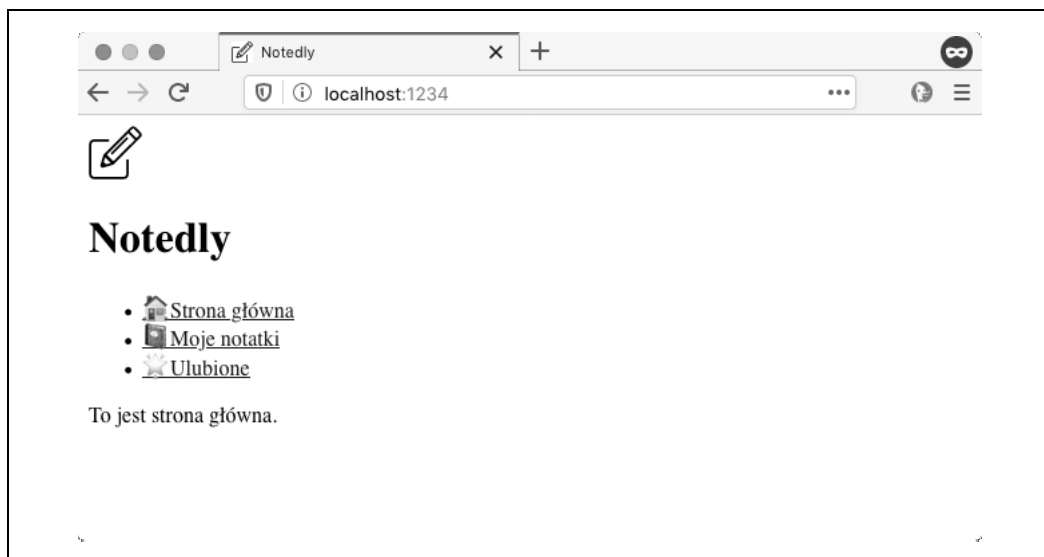 Notedly
localhost:1234
Notedly
Strona główna
Moje notatki
Ulubione
To jest strona główna.